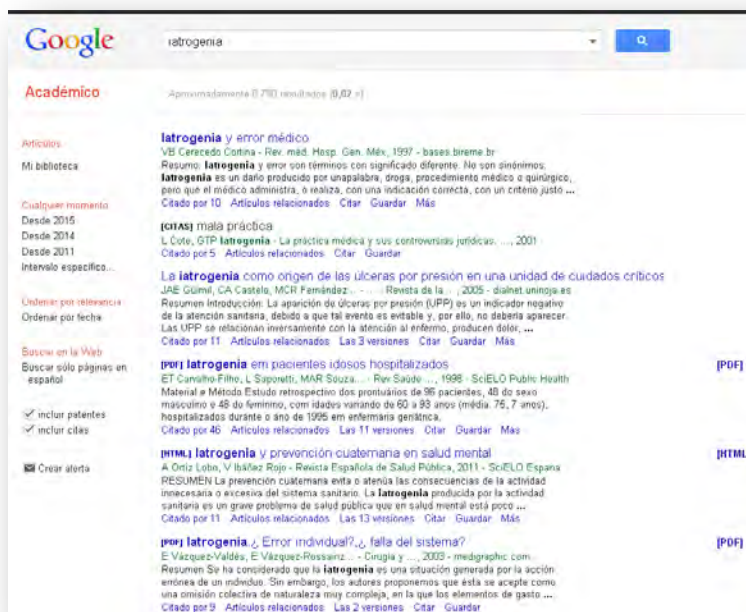 Google
iatrogenia
Académico
Aproximadamente 8.790 resultados (0,02 s)
Artículos
Mi biblioteca
Cualquier momento
Desde 2015
Desde 2014
Desde 2011
Intervalo específico...
Ordenar por relevancia
Ordenar por fecha
Buscar en la Web
Buscar sólo páginas en
español
incluir patentes
incluir citas
Crear alerta
Iatrogenia y error médico
VB Cerecedo Cortina - Rev. méd. Hosp. Gen. Méx, 1997 - bases.bireme.br
Resumo: Iatrogenia y error son términos con significado diferente. No son sinónimos.
Iatrogenia es un daño producido por unapalabra, droga, procedimiento médico o quirúrgico,
pero que el médico administra, o realiza, con una indicación correcta, con un criterio justo ...
Citado por 10 Artículos relacionados Citar Guardar Más
[CITAS] mala práctica
L Cote, GTP Iatrogenia - La práctica médica y sus controversias jurídicas. ..., 2001
Citado por 5 Artículos relacionados Citar Guardar
La iatrogenia como origen de las úlceras por presión en una unidad de cuidados críticos
JAE Güimil, CA Castelo, MCR Fernández... - ... Revista de la ..., 2005 - dialnet.unirioja.es
Resumen Introducción: La aparición de úlceras por presión (UPP) es un indicador negativo
de la atención sanitaria, debido a que tal evento es evitable y, por ello, no debería aparecer.
Las UPP se relacionan inversamente con la atención al enfermo, producen dolor, ...
Citado por 11 Artículos relacionados Las 3 versiones Citar Guardar Más
[PDF] Iatrogenia em pacientes idosos hospitalizados
[PDF]
ET Carvalho-Filho, L Saporetti, MAR Souza... - Rev Saúde ..., 1998 - SciELO Public Health
Material e Método Estudo retrospectivo dos prontuários de 96 pacientes, 48 do sexo
masculino e 48 do feminino, com idades variando de 60 a 93 anos (média: 75, 7 anos),
hospitalizados durante o ano de 1995 em enfermaria geriátrica.
Citado por 46 Artículos relacionados Las 11 versiones Citar Guardar Más
[HTML] Iatrogenia y prevención cuaternaria en salud mental
[HTML
A Ortiz Lobo, V Ibáñez Rojo - Revista Española de Salud Pública, 2011 - SciELO Espana
RESUMEN La prevención cuaternaria evita o atenúa las consecuencias de la actividad
innecesaria o excesiva del sistema sanitario. La iatrogenia producida por la actividad
sanitaria es un grave problema de salud pública que en salud mental está poco ...
Citado por 11 Artículos relacionados Las 13 versiones Citar Guardar Más
[PDF] Iatrogenia.¿ Error individual?,¿ falla del sistema?
[PDF]
E Vázquez-Valdés, E Vázquez-Rossainz... - Cirugía y ..., 2003 - medigraphic.com
Resumen Se ha considerado que la iatrogenia es una situación generada por la acción
errónea de un individuo. Sin embargo, los autores proponemos que ésta se acepte como
una omisión colectiva de naturaleza muy compleja, en la que los elementos de gasto ...
Citado por 9 Artículos relacionados Las 2 versiones Citar Guardar